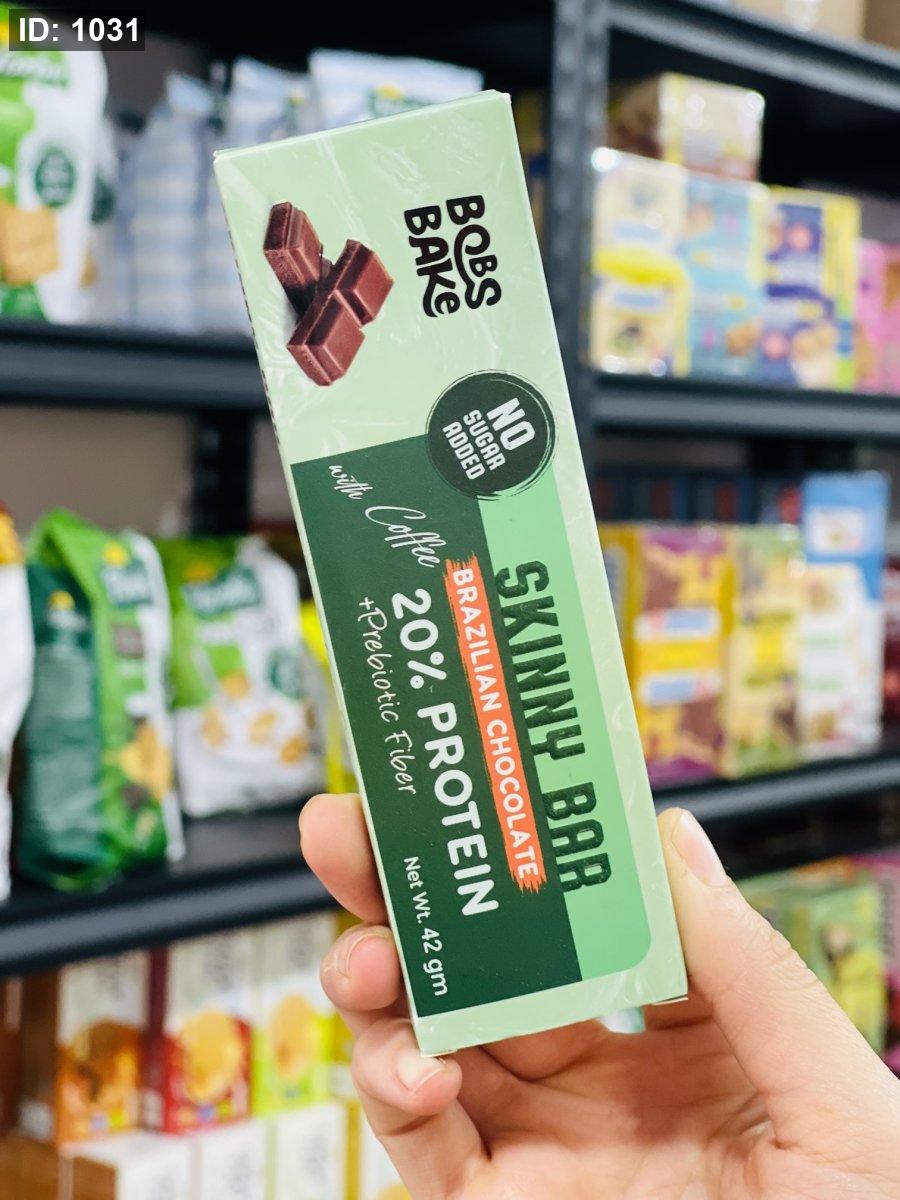 ID: 1031
BOBS
BAKE
NO
SUGAR
ADDED
SKINNY BAR
BRAZILIAN CHOCOLATE
with Coffee
20% PROTEIN
+Prebiotic Fiber
Net Wt. 42 gm